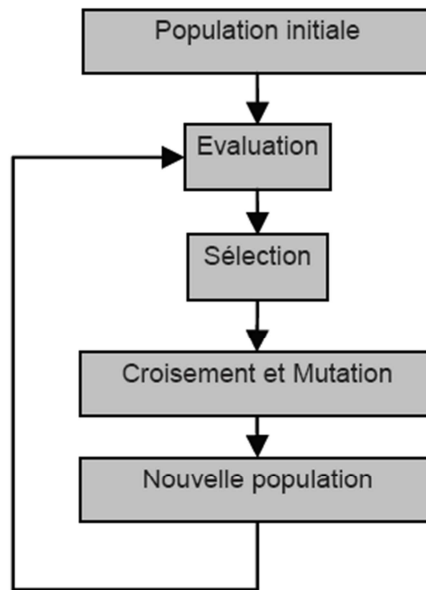 Population initiale
Evaluation
Sélection
Croisement et Mutation
Nouvelle population